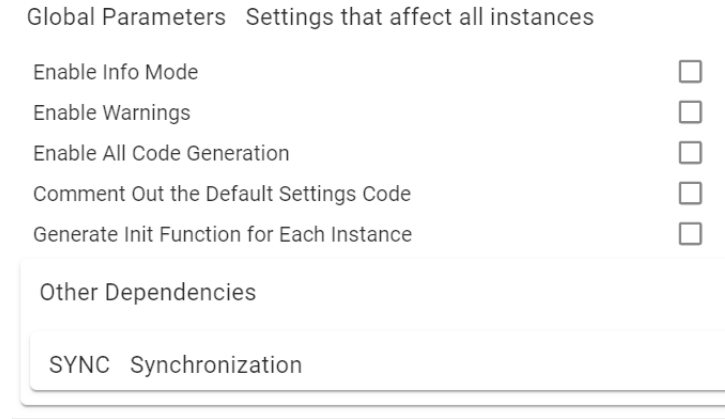 Global Parameters Settings that affect all instances
Enable Info Mode
Enable Warnings
Enable All Code Generation
Comment Out the Default Settings Code
Generate Init Function for Each Instance
Other Dependencies
SYNC Synchronization